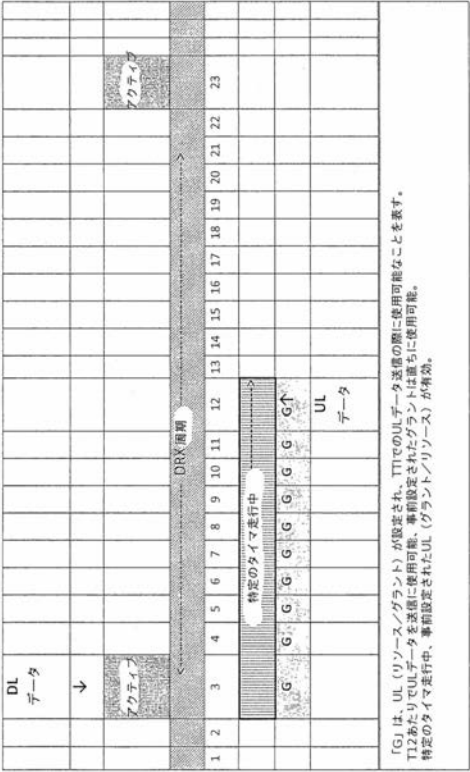 DL
データ
↓
アクティブ
アクティブ
<-------- DRX 周期 -------->
1 2 3 4 5 6 7 8 9 10 11 12 13 14 15 16 17 18 19 20 21 22 23
特定のタイマ走行中 -------->
G G G G G G G G G G↑
UL
データ
「G」は、UL（リソース/グラント）が設定され、TTIでのULデータ送信の際に使用可能なことを表す。
T12あたりでULデータを送信に使用可能、事前設定されたグラントは直ちに使用可能。
特定のタイマ走行中、事前設定されたUL（グラント/リソース）が有効。